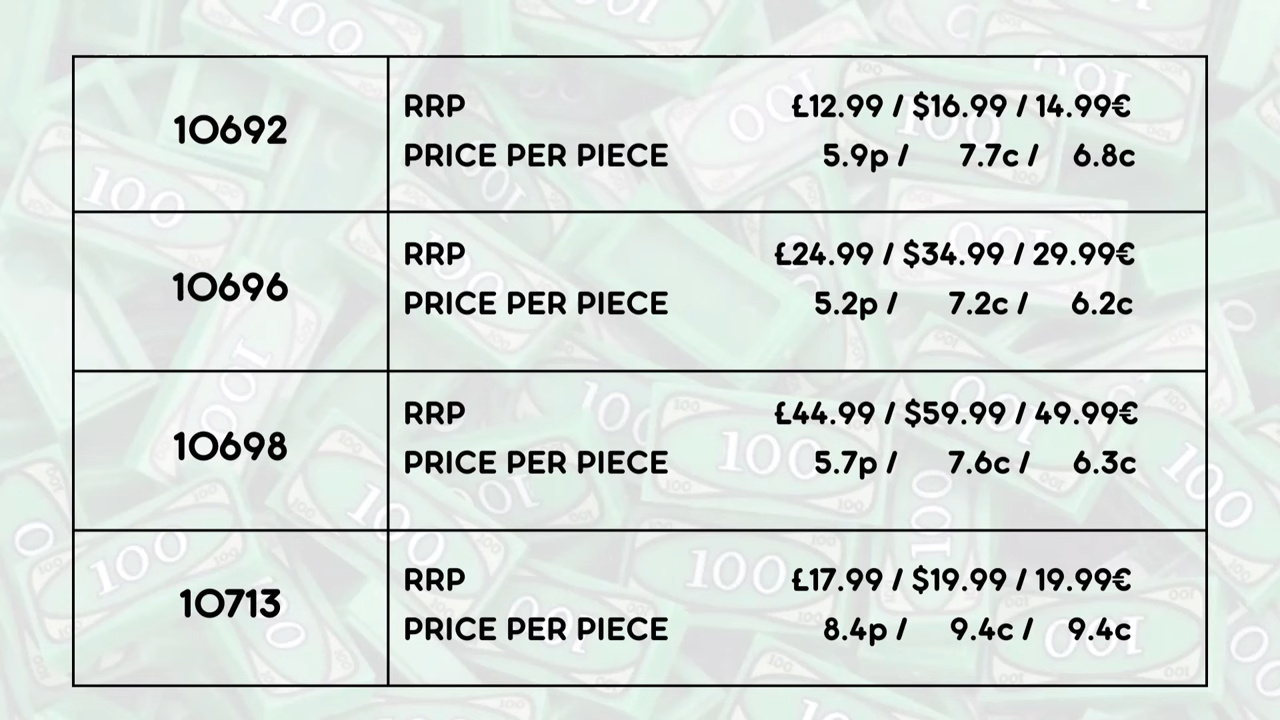 10692
RRP £12.99 / $16.99 / 14.99€
PRICE PER PIECE 5.9p / 7.7c / 6.8c
10696
RRP £24.99 / $34.99 / 29.99€
PRICE PER PIECE 5.2p / 7.2c / 6.2c
10698
RRP £44.99 / $59.99 / 49.99€
PRICE PER PIECE 5.7p / 7.6c / 6.3c
10713
RRP £17.99 / $19.99 / 19.99€
PRICE PER PIECE 8.4p / 9.4c / 9.4c